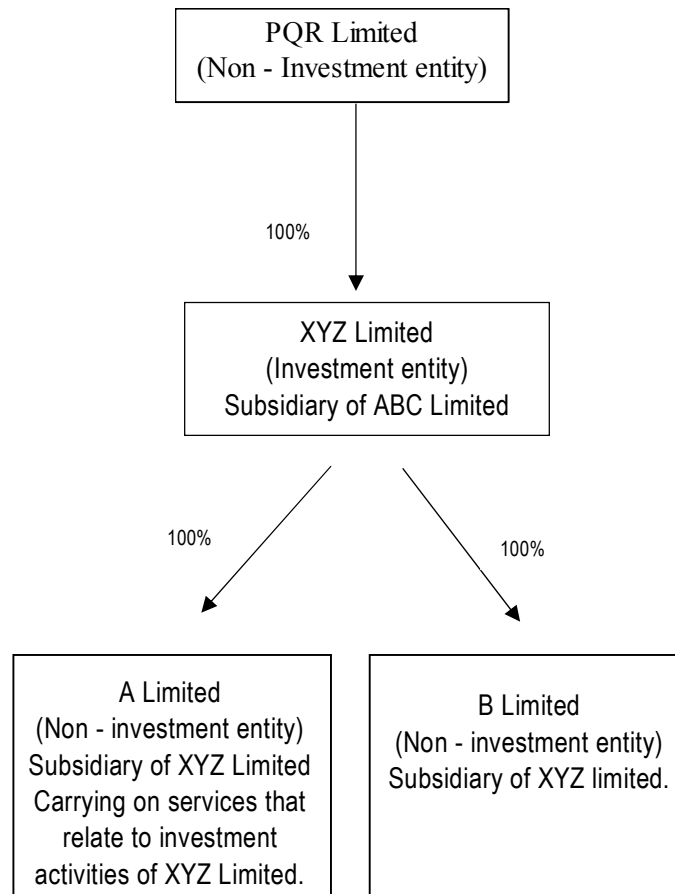 PQR Limited
(Non - Investment entity)
100%
XYZ Limited
(Investment entity)
Subsidiary of ABC Limited
100%
100%
A Limited
(Non - investment entity)
Subsidiary of XYZ Limited
Carrying on services that
relate to investment
activities of XYZ Limited.
B Limited
(Non - investment entity)
Subsidiary of XYZ limited.